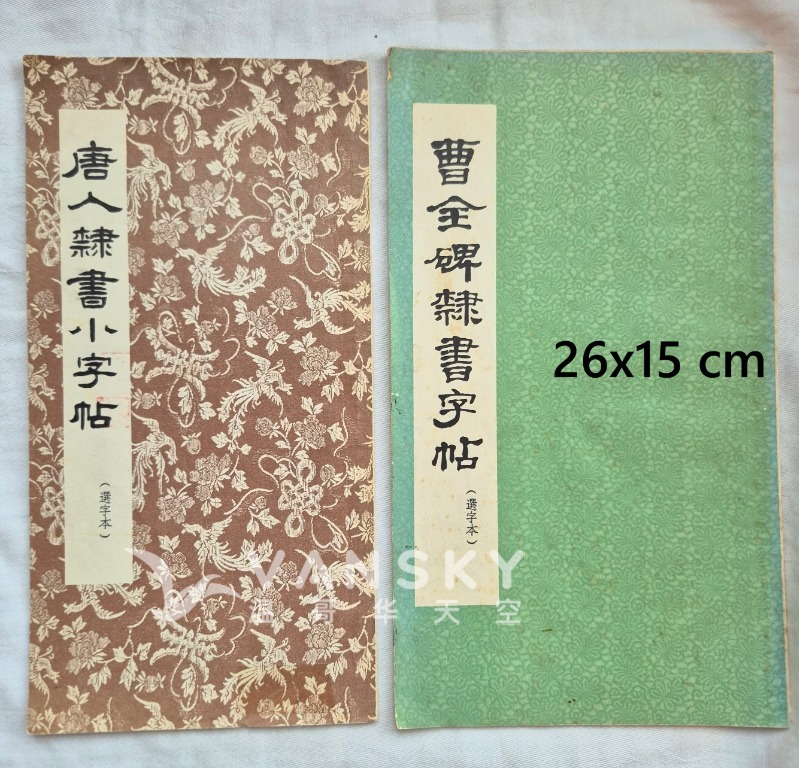 唐人隸書小字帖
（選字本）
曹全碑隸書字帖
（選字本）
26x15 cm
VANSKY
温哥华天空